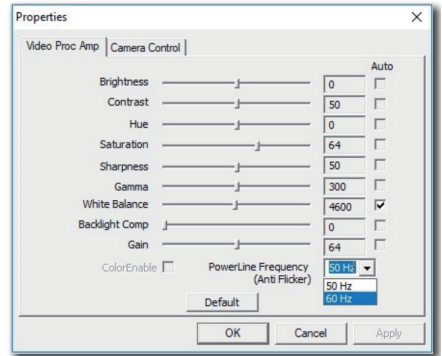 Properties
Video Proc Amp Camera Control
Auto
Brightness 0
Contrast 50
Hue 0
Saturation 64
Sharpness 50
Gamma 300
White Balance 4600
Backlight Comp 0
Gain 64
ColorEnable PowerLine Frequency 50 Hz
(Anti Flicker) 50 Hz
60 Hz
Default
OK Cancel Apply